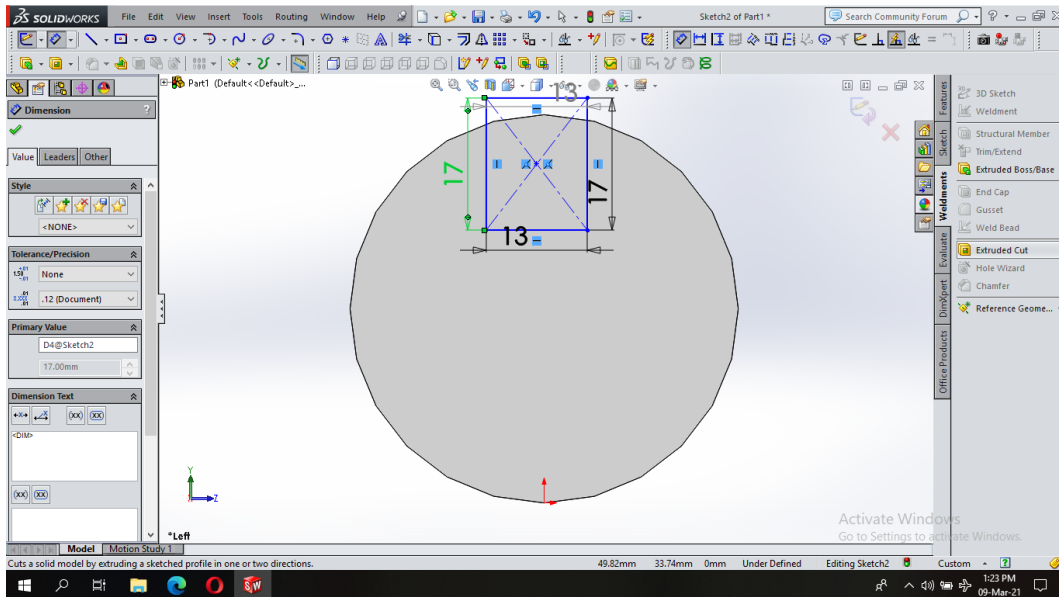 SOLIDWORKS File Edit View Insert Tools Routing Window Help Sketch2 of Part1 * Search Community Forum
Part1 (Default<<Default>_...
Dimension ?
Value Leaders Other
Style
<NONE>
Tolerance/Precision
None
.12 (Document)
Primary Value
D4@Sketch2
17.00mm
Dimension Text
<DIM>
(xx) (xx)
(xx) (xx)
13
17
17
13
Y
Z
*Left
Features
Sketch
Weldments
Evaluate
DimXpert
Office Products
3D Sketch
Weldment
Structural Member
Trim/Extend
Extruded Boss/Base
End Cap
Gusset
Weld Bead
Extruded Cut
Hole Wizard
Chamfer
Reference Geome...
Activate Windows
Go to Settings to activate Windows.
Model Motion Study 1
Cuts a solid model by extruding a sketched profile in one or two directions. 49.82mm 33.74mm 0mm Under Defined Editing Sketch2 Custom
1:23 PM
09-Mar-21